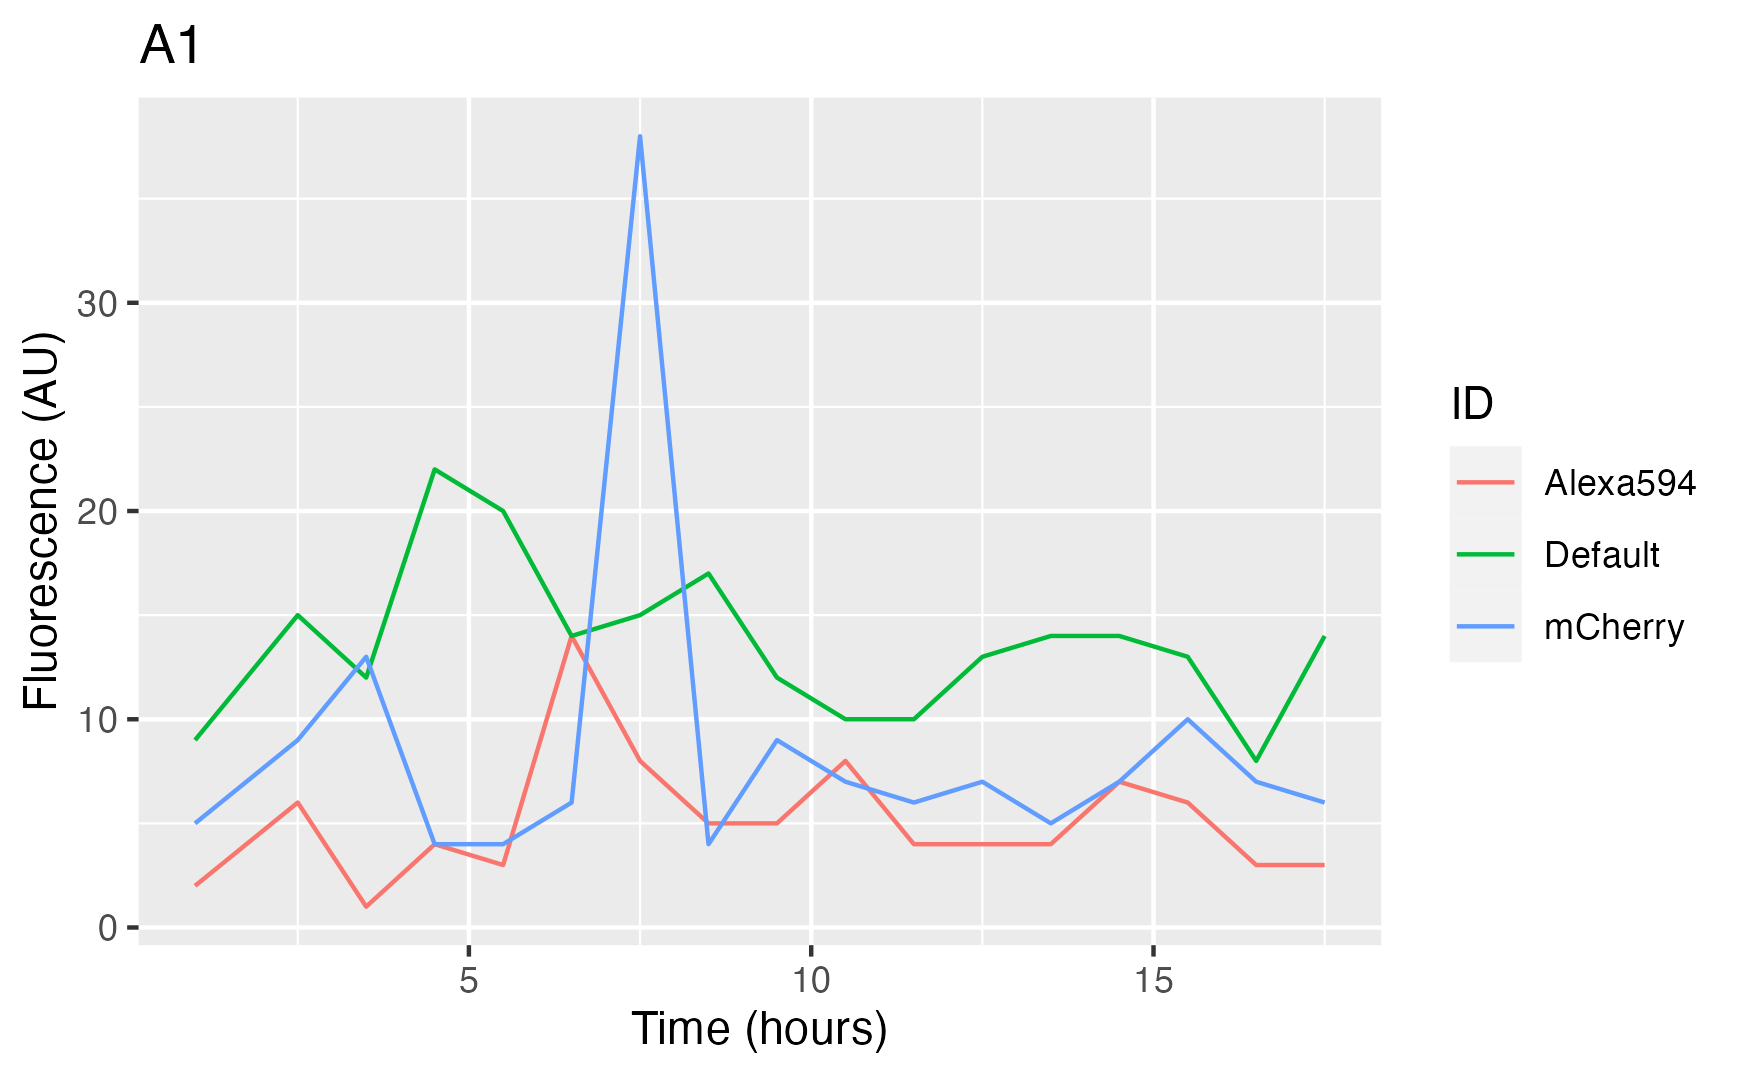 A1
Fluorescence (AU)
30
20
10
0
5 10 15
Time (hours)
ID
Alexa594
Default
mCherry